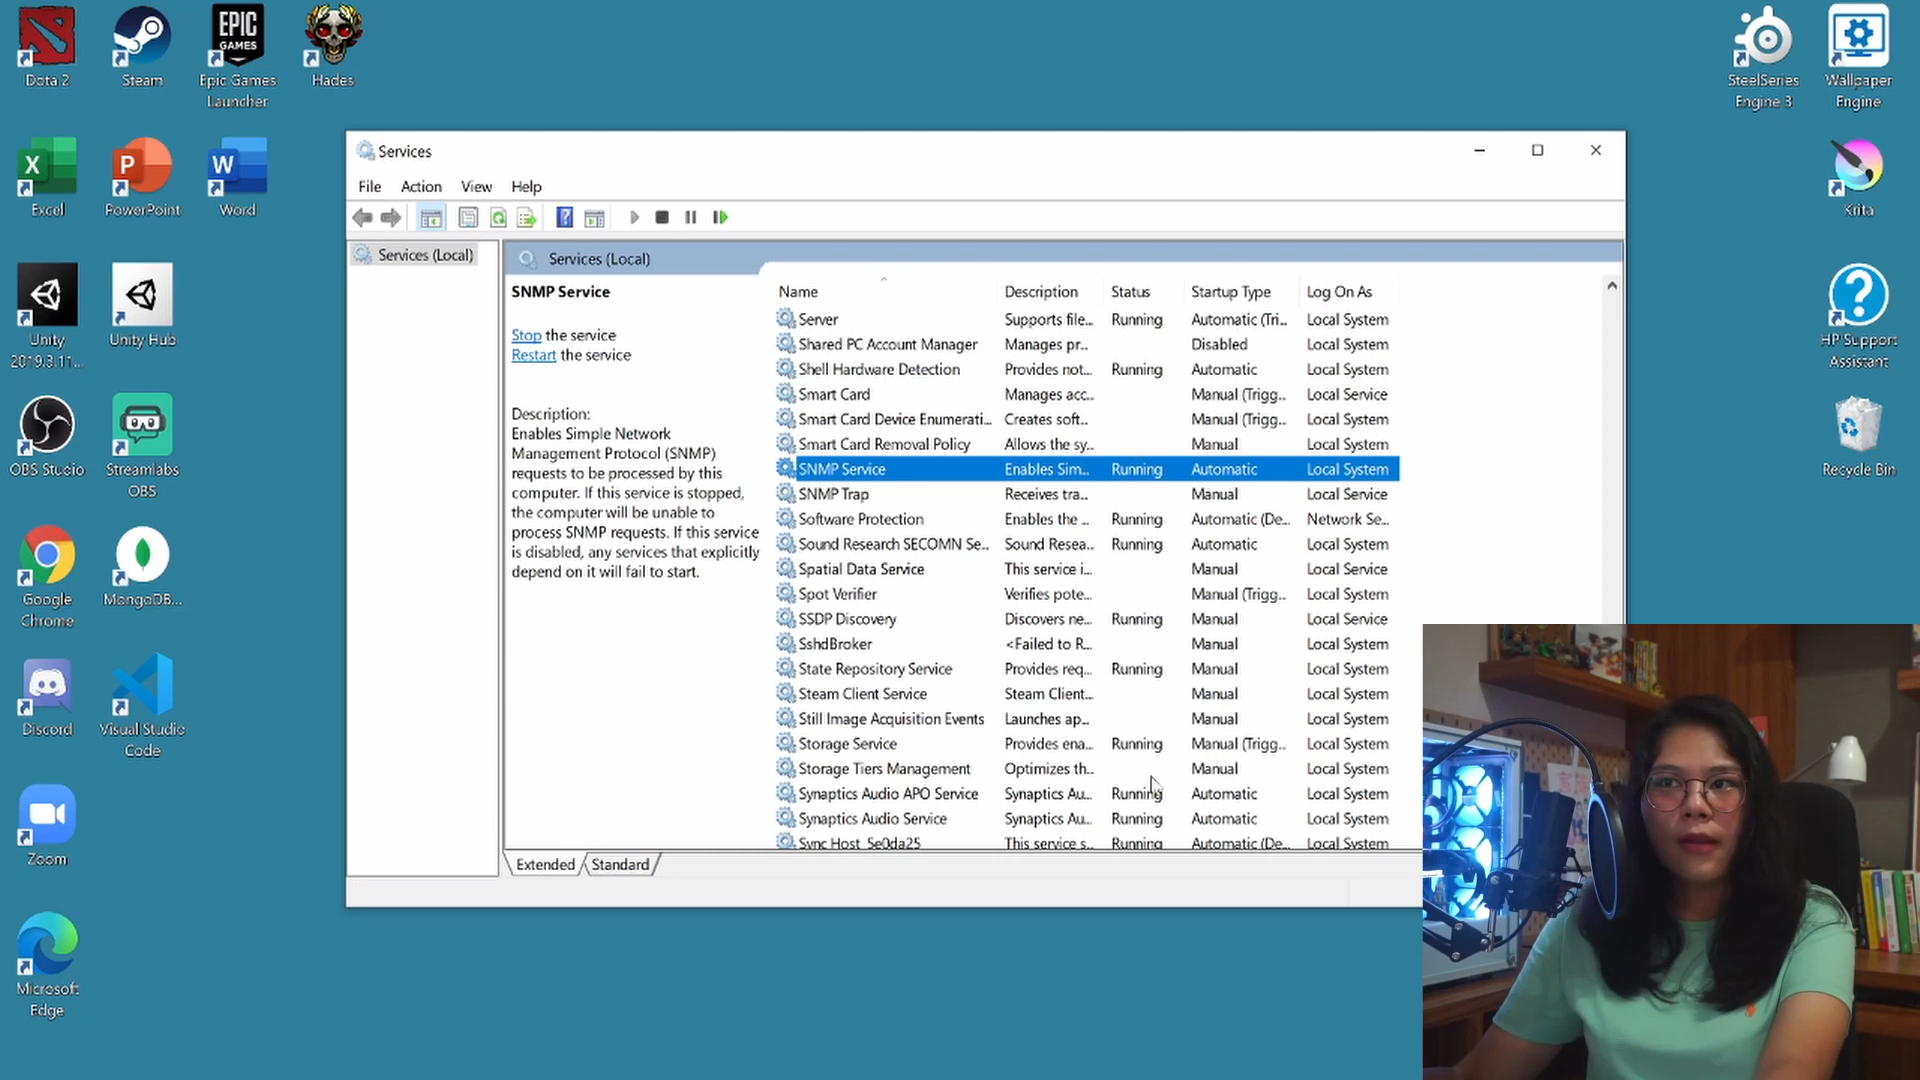 Dota 2
Steam
EPIC
GAMES
Epic Games
Launcher
Hades
SteelSeries
Engine 3
Wallpaper
Engine
X
Excel
P
PowerPoint
W
Word
Krita
Unity
2019.3.11...
Unity Hub
?
HP Support
Assistant
OBS Studio
Streamlabs
OBS
Recycle Bin
Google
Chrome
MongoDB...
Discord
Visual Studio
Code
Zoom
Microsoft
Edge
Services
File Action View Help
?
Services (Local)
Services (Local)
SNMP Service
Stop the service
Restart the service
Description:
Enables Simple Network
Management Protocol (SNMP)
requests to be processed by this
computer. If this service is stopped,
the computer will be unable to
process SNMP requests. If this service
is disabled, any services that explicitly
depend on it will fail to start.
Name Description Status Startup Type Log On As
Server Supports file... Running Automatic (Tri... Local System
Shared PC Account Manager Manages pr... Disabled Local System
Shell Hardware Detection Provides not... Running Automatic Local System
Smart Card Manages acc... Manual (Trigg... Local Service
Smart Card Device Enumerati... Creates soft... Manual (Trigg... Local System
Smart Card Removal Policy Allows the sy... Manual Local System
SNMP Service Enables Sim... Running Automatic Local System
SNMP Trap Receives tra... Manual Local Service
Software Protection Enables the ... Running Automatic (De... Network Se...
Sound Research SECOMN Se... Sound Resea... Running Automatic Local System
Spatial Data Service This service i... Manual Local Service
Spot Verifier Verifies pote... Manual (Trigg... Local System
SSDP Discovery Discovers ne... Running Manual Local Service
SshdBroker <Failed to R... Manual Local System
State Repository Service Provides req... Running Manual Local System
Steam Client Service Steam Client... Manual Local System
Still Image Acquisition Events Launches ap... Manual Local System
Storage Service Provides ena... Running Manual (Trigg... Local System
Storage Tiers Management Optimizes th... Manual Local System
Synaptics Audio APO Service Synaptics Au... Running Automatic Local System
Synaptics Audio Service Synaptics Au... Running Automatic Local System
Sync Host_5e0da25 This service s... Running Automatic (De... Local System
Extended Standard